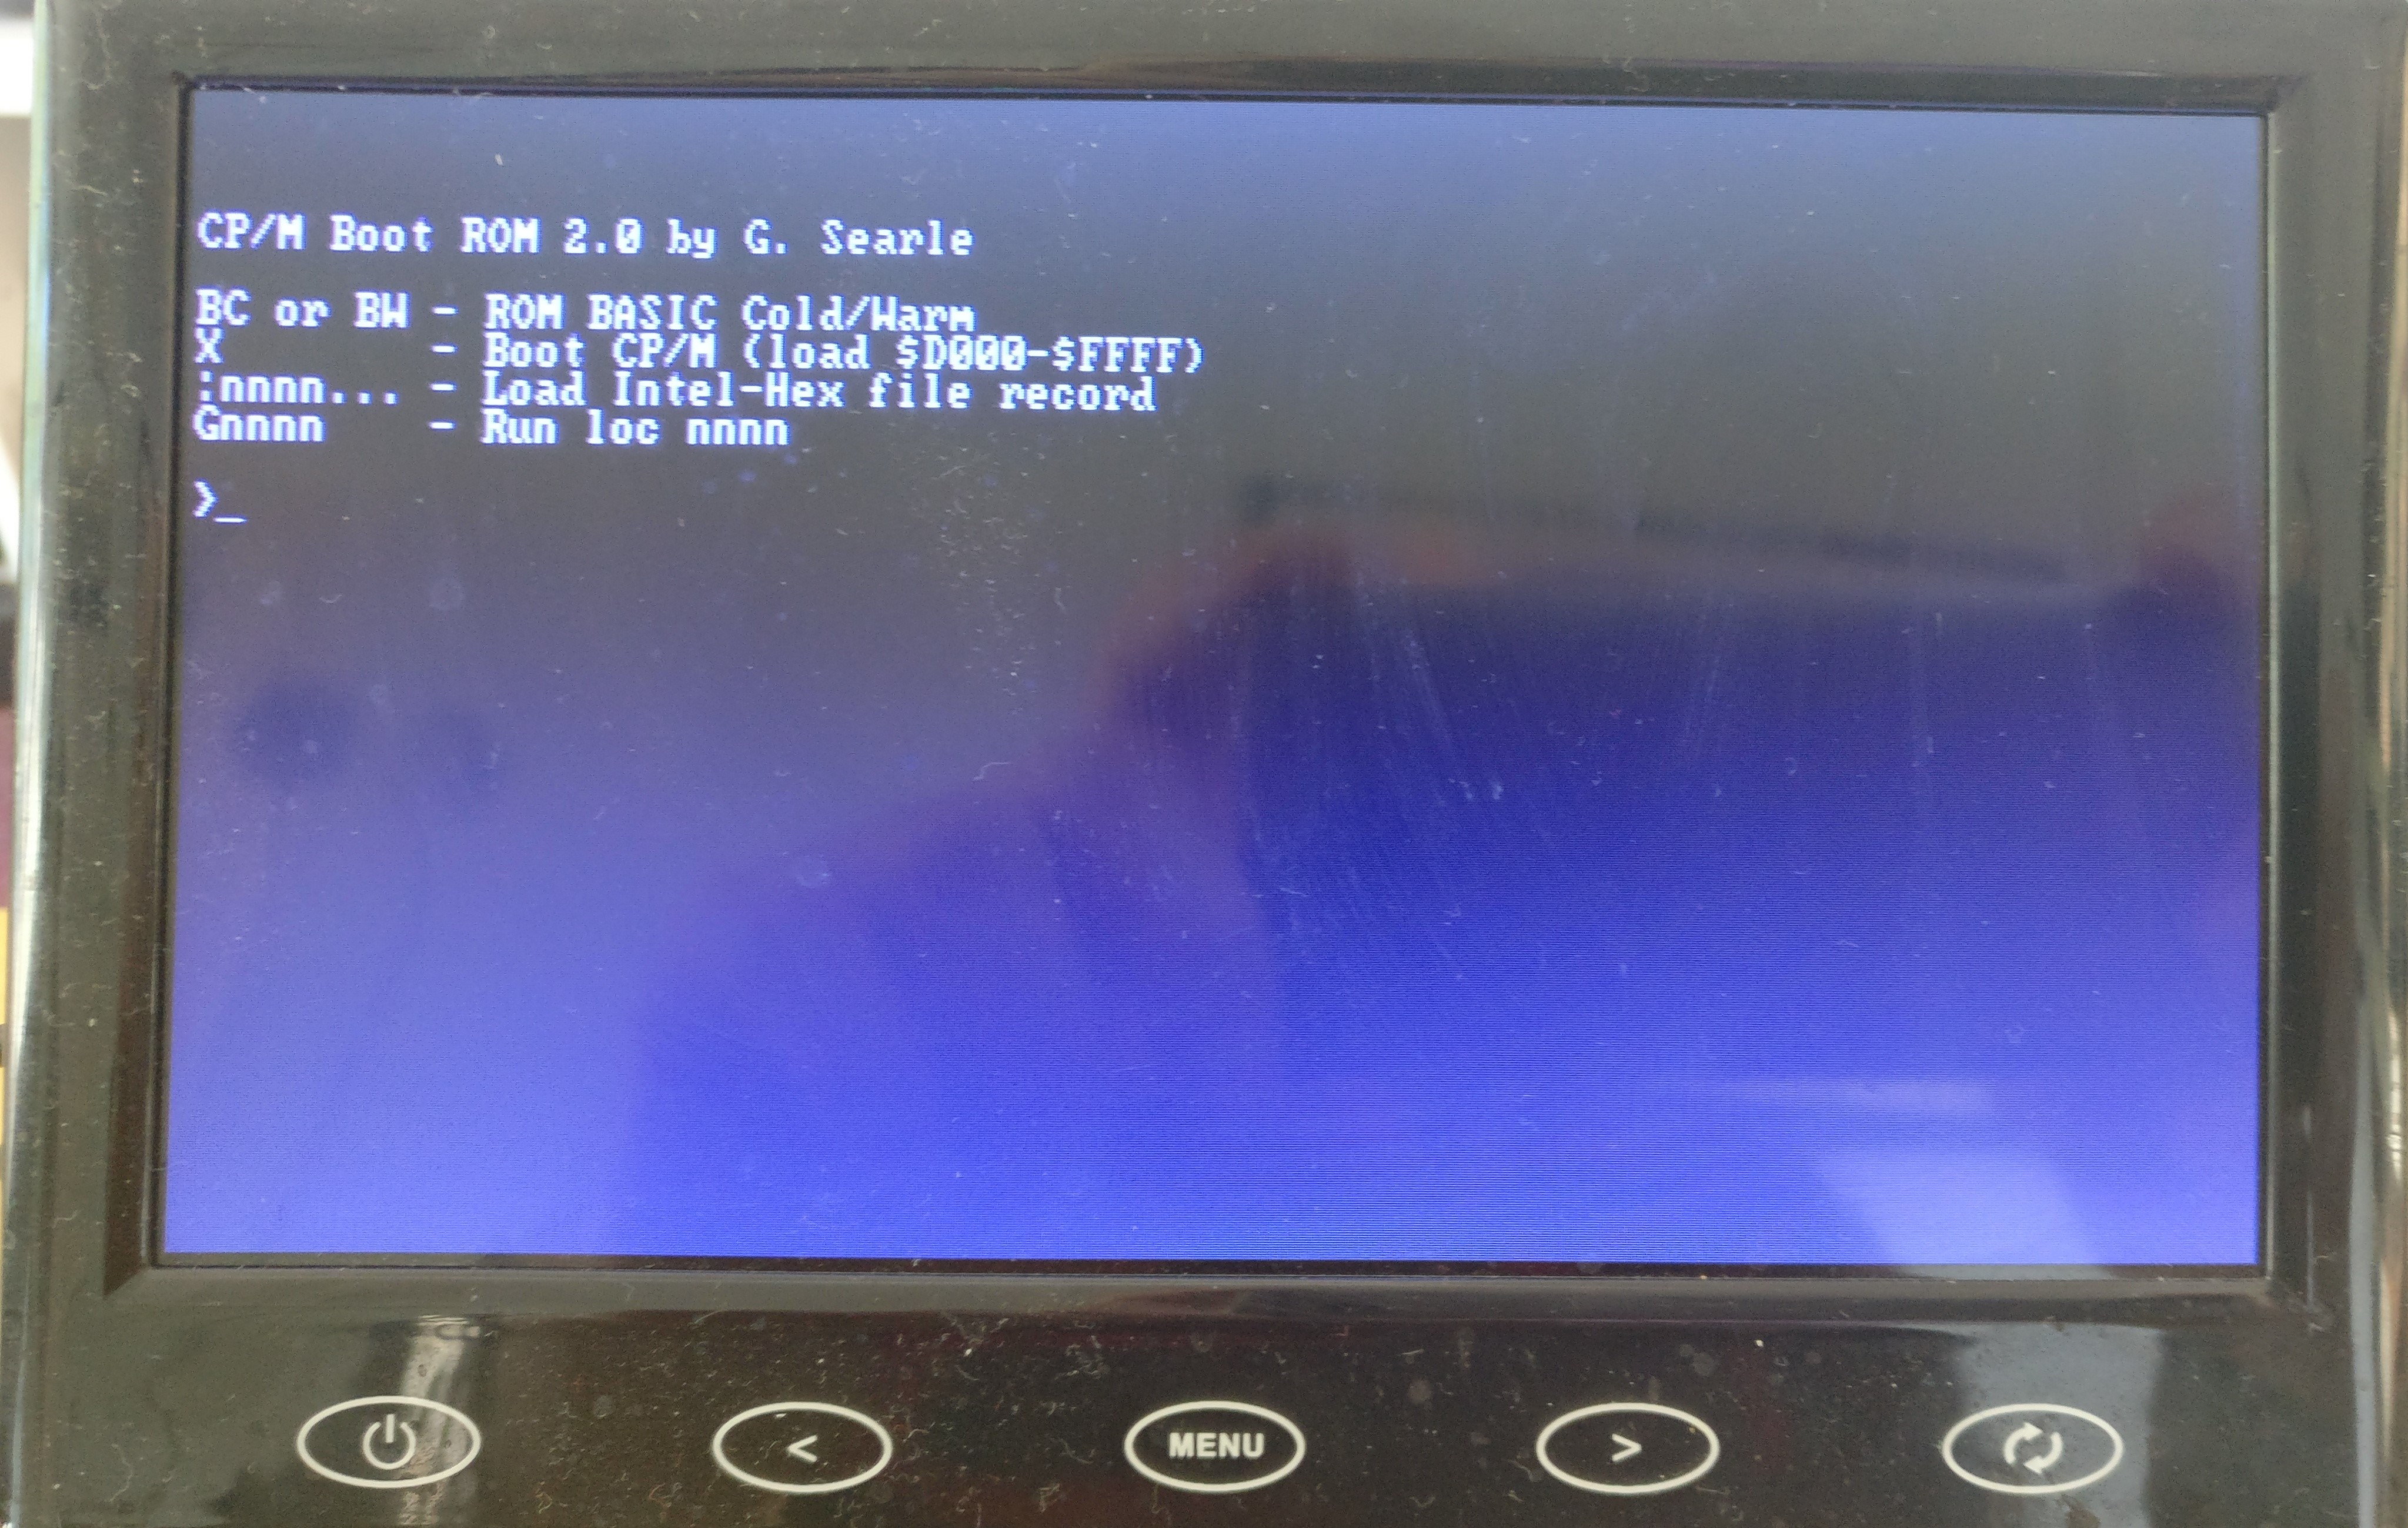 CP/M Boot ROM 2.0 by G. Searle
BC or BW - ROM BASIC Cold/Warm
X        - Boot CP/M (load $D000-$FFFF)
:nnnn... - Load Intel-Hex file record
Gnnnn    - Run loc nnnn
>_
< MENU >